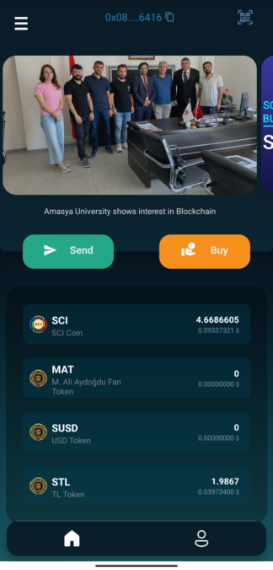 0x08....6416
Amasya University shows interest in Blockchain
Send
Buy
SCI
4.6686605
SCI Coin
0.09337321 $
MAT
0
M. Ali Aydoğdu Fan
Token
0.00000000 $
SUSD
0
USD Token
0.00000000 $
STL
1.9867
TL Token
0.03973400 $